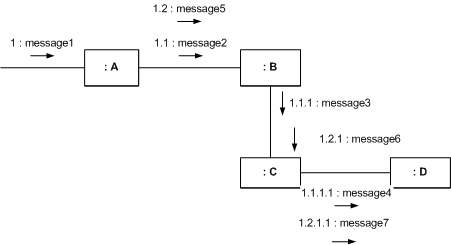 1.2 : message5
1 : message1
1.1 : message2
: A
: B
1.1.1 : message3
1.2.1 : message6
: C
: D
1.1.1.1 : message4
1.2.1.1 : message7